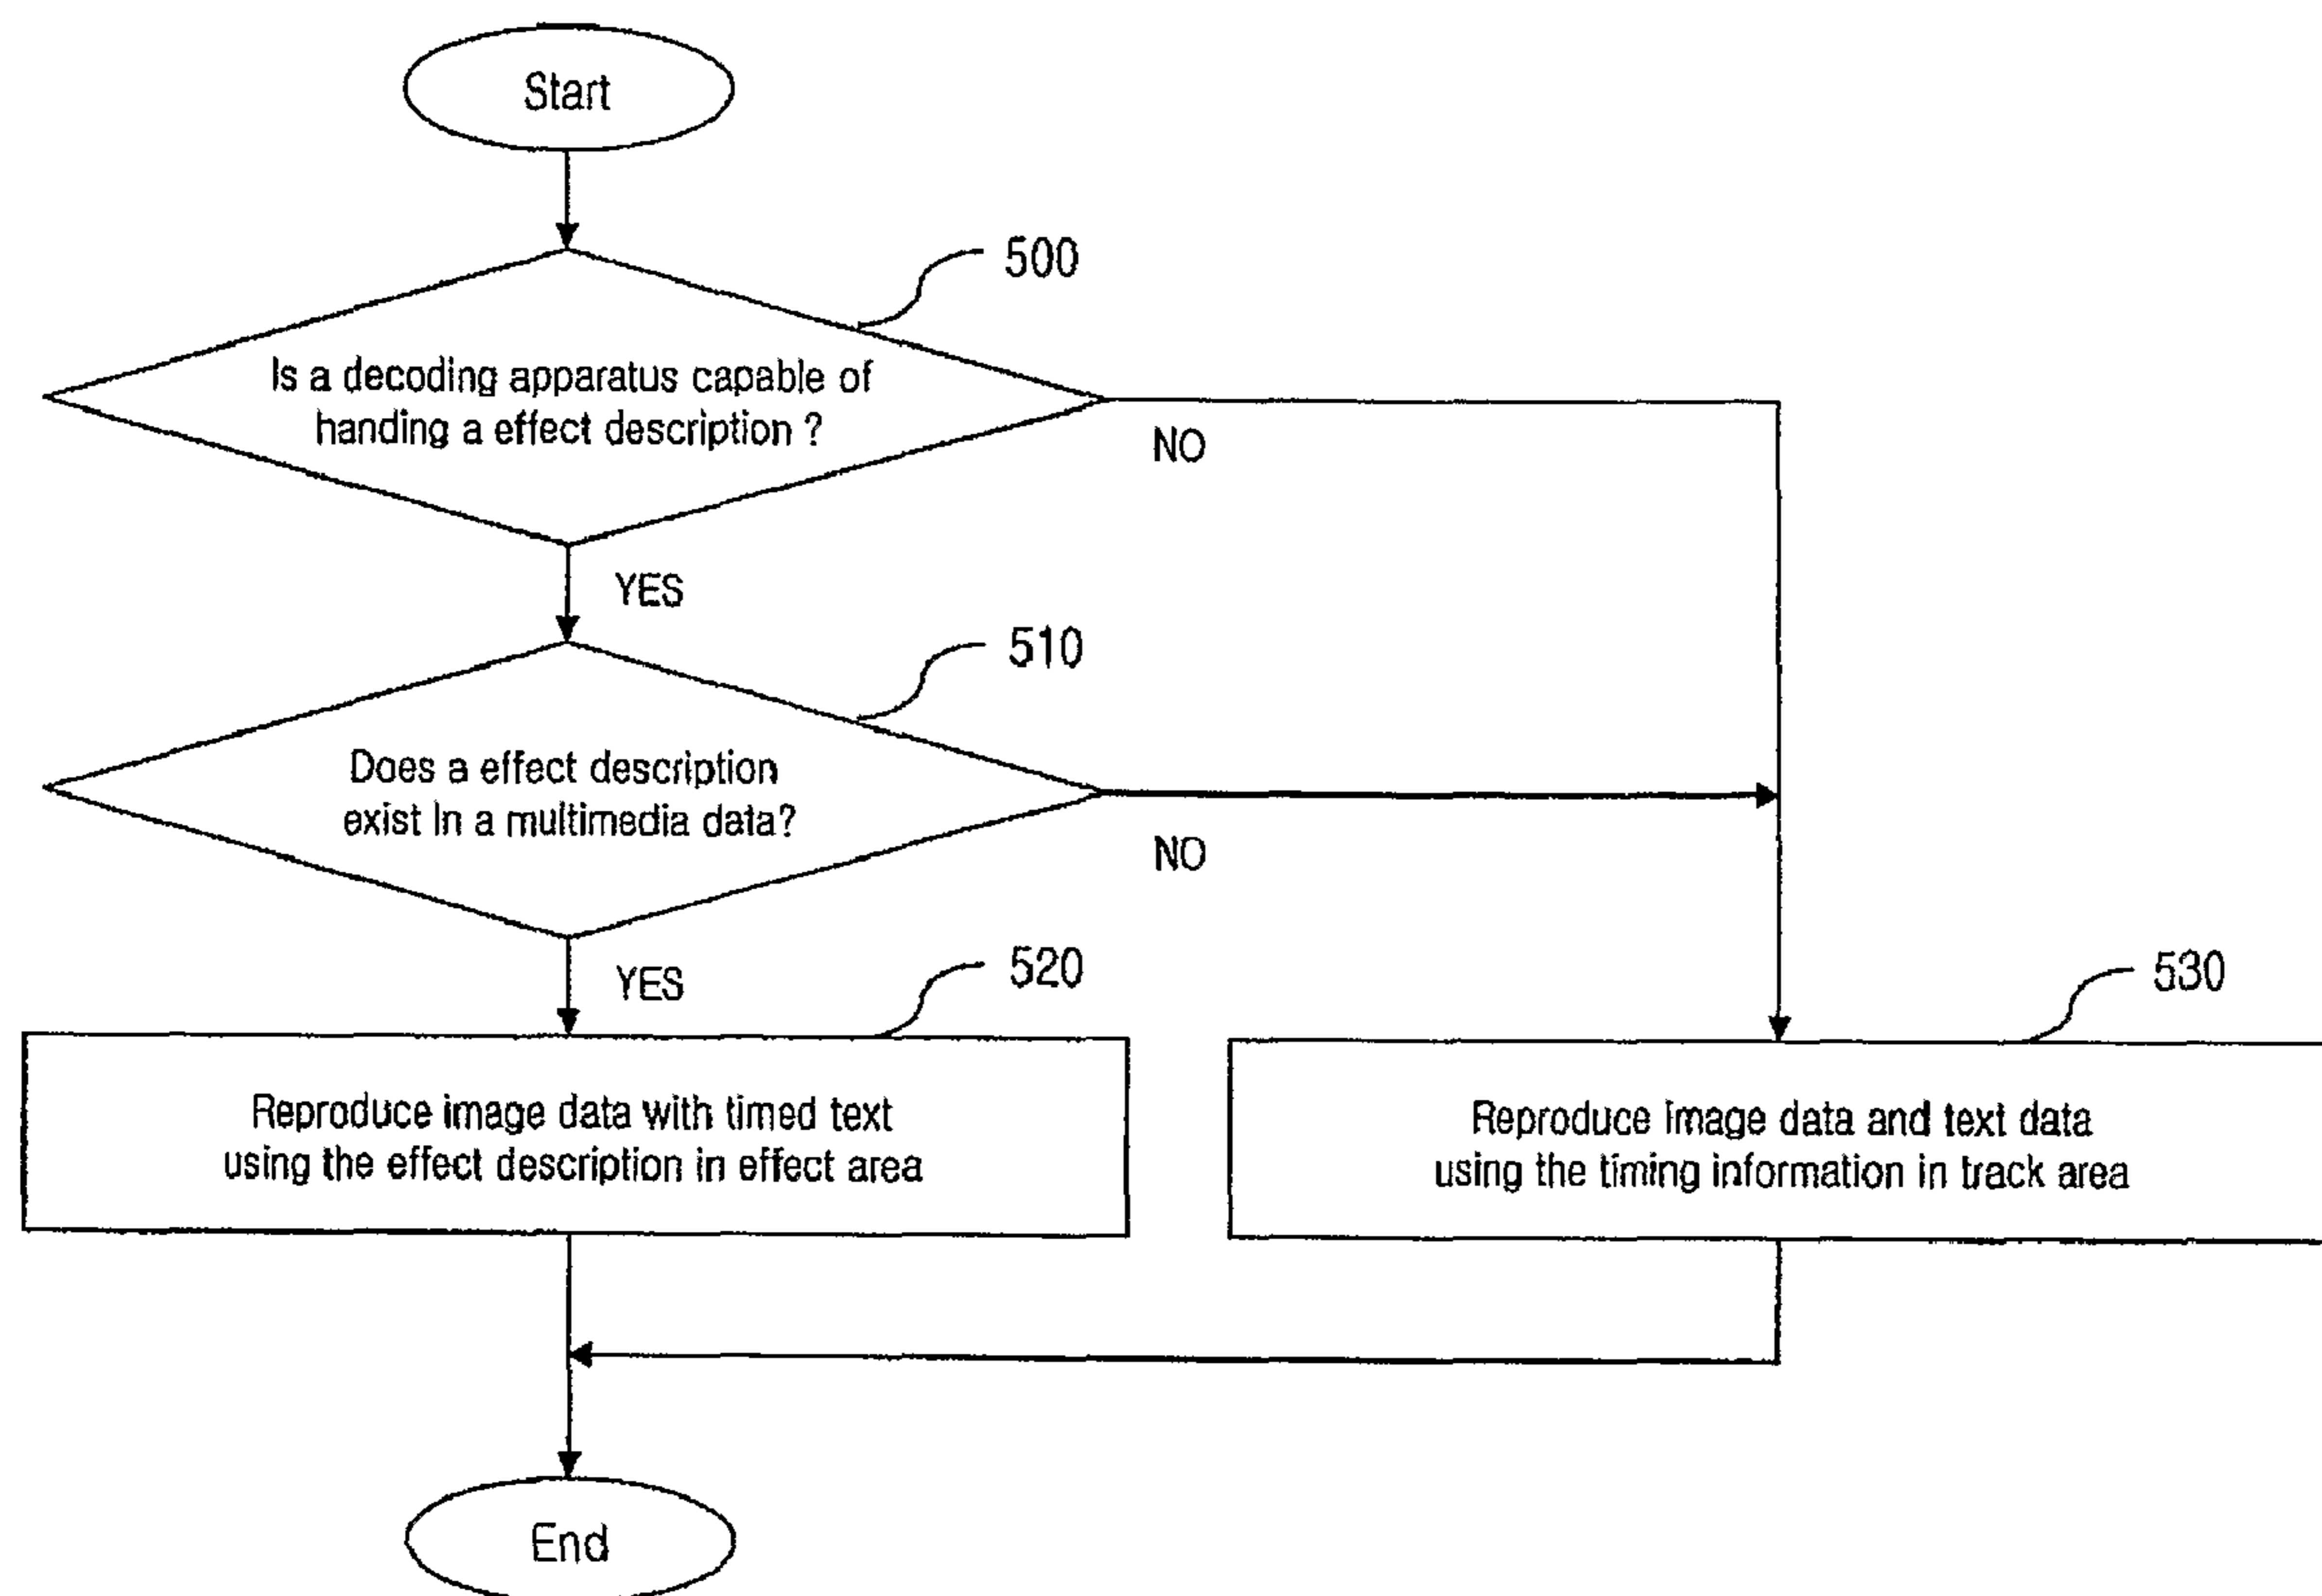 Start
500
Is a decoding apparatus capable of
handing a effect description ?
NO
YES
510
Does a effect description
exist In a multimedia data?
NO
YES
520
Reproduce image data with timed text
using the effect description in effect area
530
Reproduce image data and text data
using the timing information in track area
End